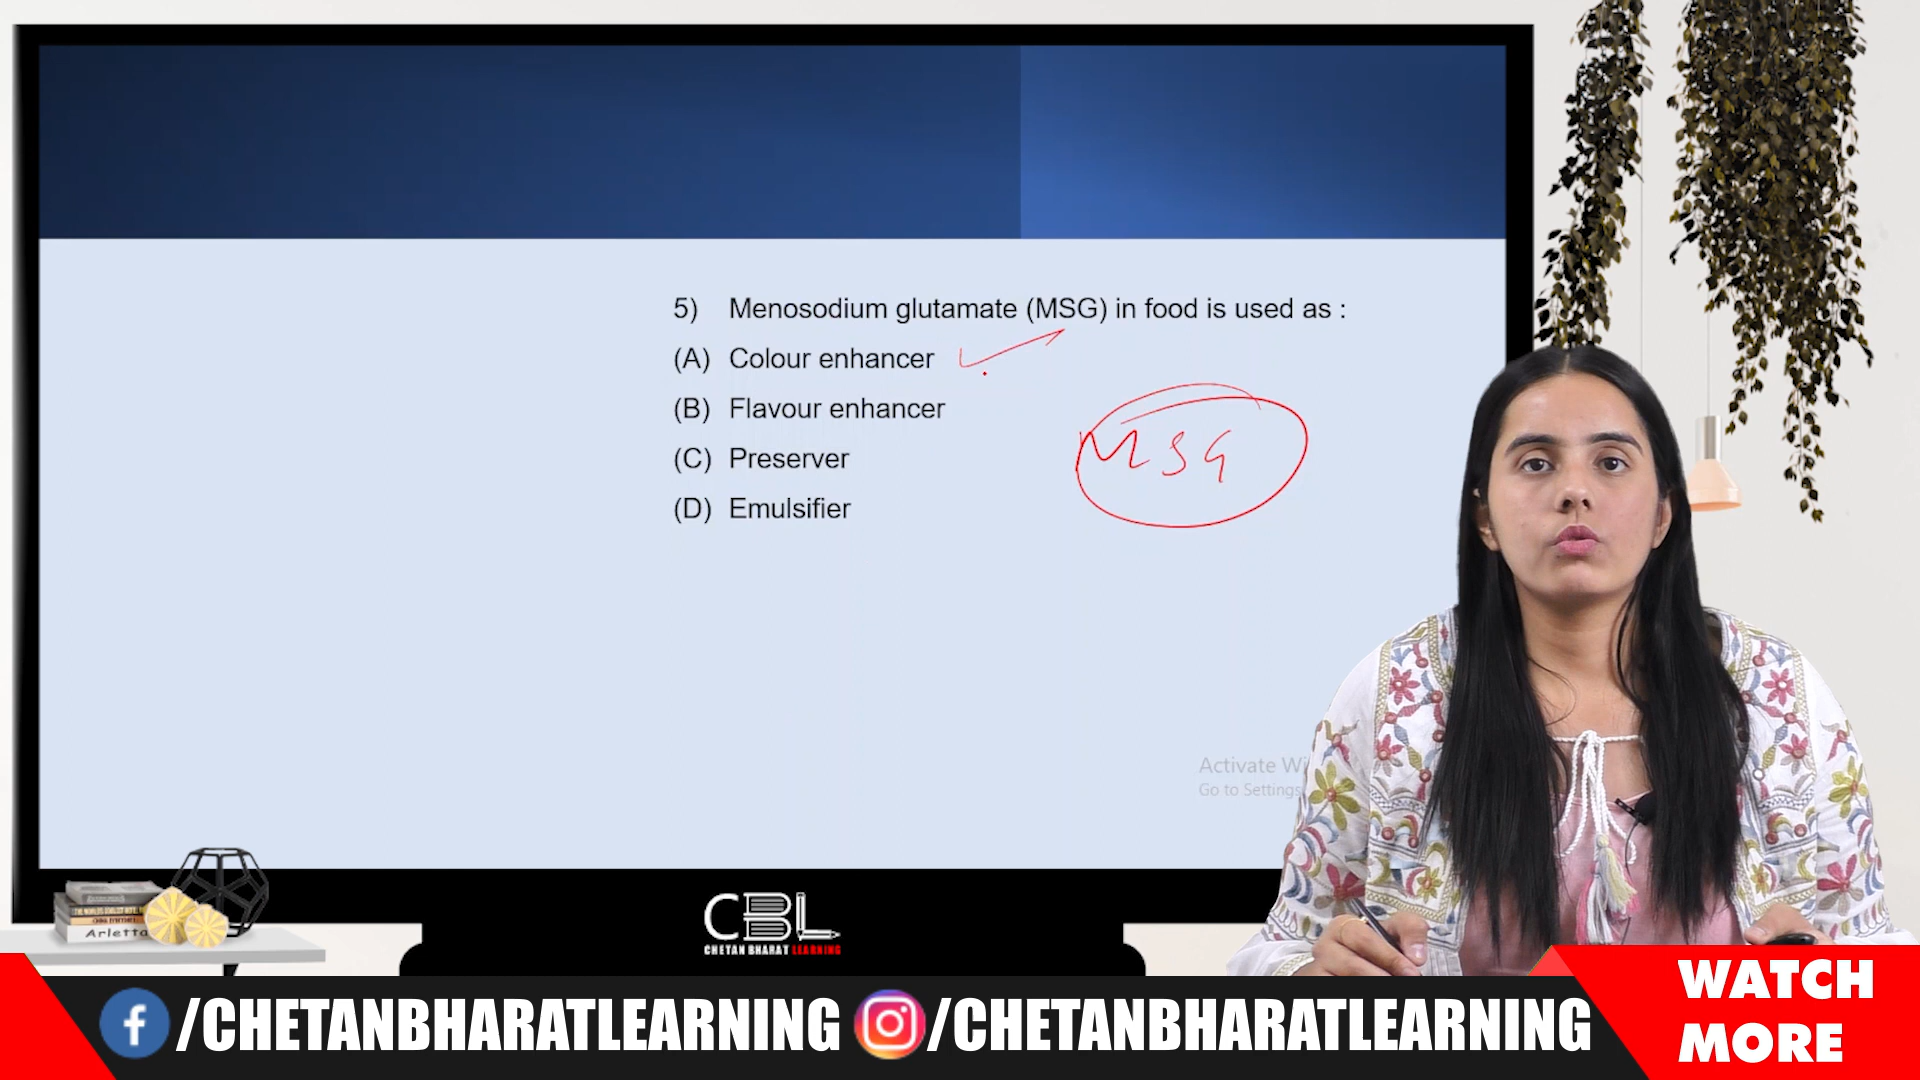 5) Menosodium glutamate (MSG) in food is used as :
(A) Colour enhancer
(B) Flavour enhancer
(C) Preserver
(D) Emulsifier
MSG
Activate Wi
Go to Settings
Arletta
CBL
CHETAN BHARAT LEARNING
/CHETANBHARATLEARNING /CHETANBHARATLEARNING
WATCH
MORE